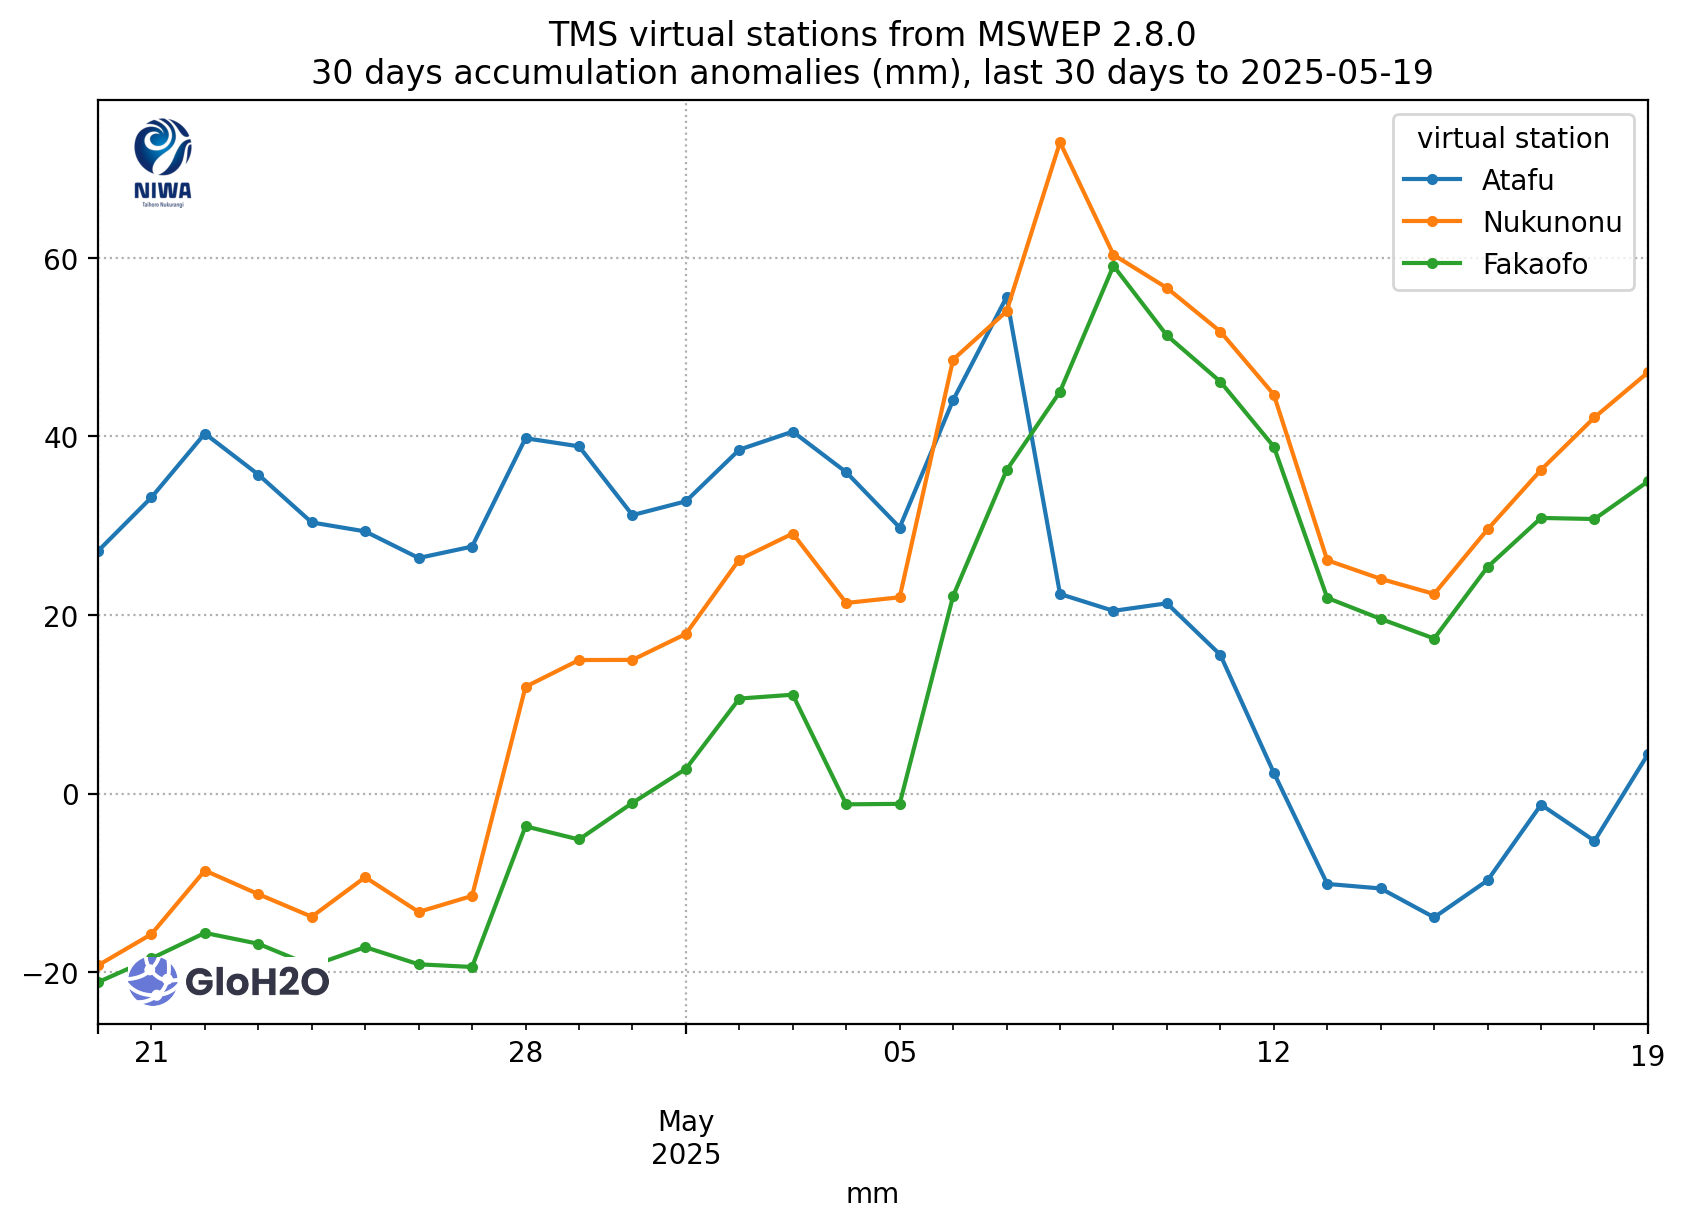 TMS virtual stations from MSWEP 2.8.0
30 days accumulation anomalies (mm), last 30 days to 2025-05-19
NIWA
Taihoro Nukurangi
virtual station
Atafu
Nukunonu
Fakaofo
60
40
20
0
−20
GloH2O
21
28
05
12
19
May
2025
mm